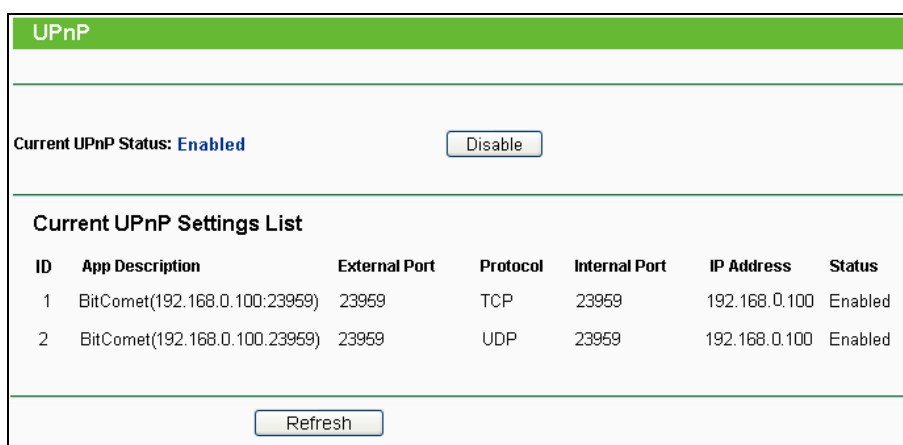 UPnP
Current UPnP Status: Enabled Disable
Current UPnP Settings List
ID App Description External Port Protocol Internal Port IP Address Status
1 BitComet(192.168.0.100:23959) 23959 TCP 23959 192.168.0.100 Enabled
2 BitComet(192.168.0.100.23959) 23959 UDP 23959 192.168.0.100 Enabled
Refresh